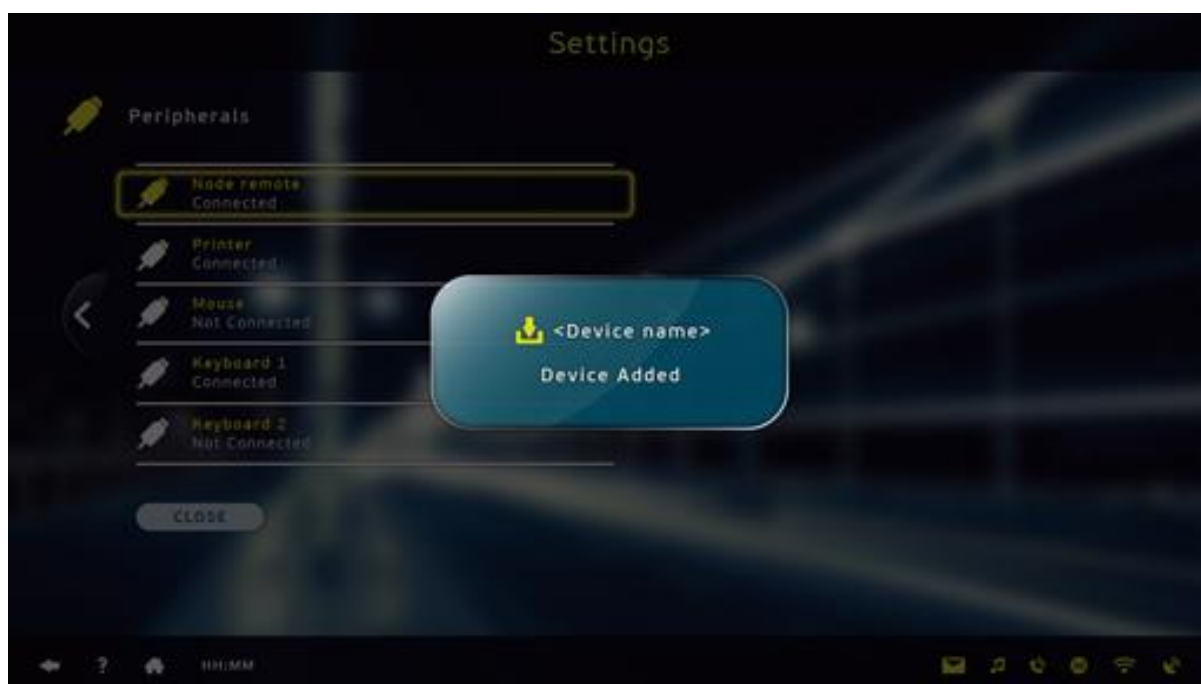 Settings
Peripherals
Node remote
Connected
Printer
Connected
Mouse
Not Connected
Keyboard 1
Connected
Keyboard 2
Not Connected
<Device name>
Device Added
CLOSE
?
HH:MM